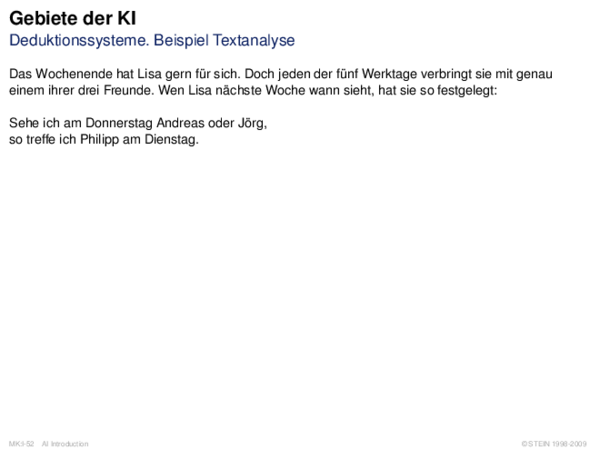 Gebiete der KI
Deduktionssysteme. Beispiel Textanalyse
Das Wochenende hat Lisa gern für sich. Doch jeden der fünf Werktage verbringt sie mit genau
einem ihrer drei Freunde. Wen Lisa nächste Woche wann sieht, hat sie so festgelegt:
Sehe ich am Donnerstag Andreas oder Jörg,
so treffe ich Philipp am Dienstag.
MK:I-52 AI Introduction ©STEIN 1998-2009